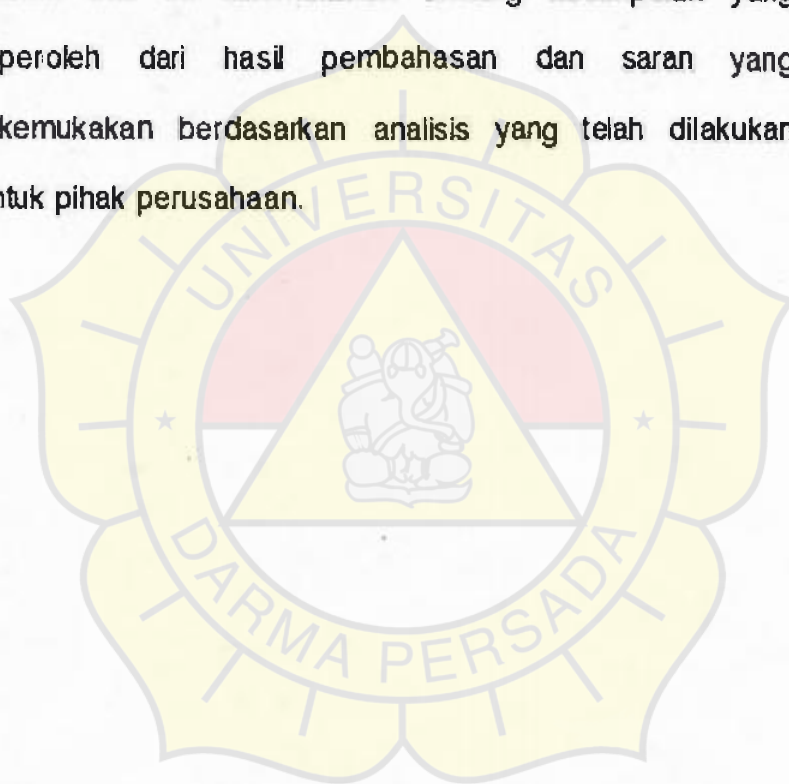 yang
peroleh dari hasil pembahasan dan saran yang
kemukakan berdasarkan analisis yang telah dilakukan
ntuk pihak perusahaan.
UNIVERSITAS
DARMA PERSADA